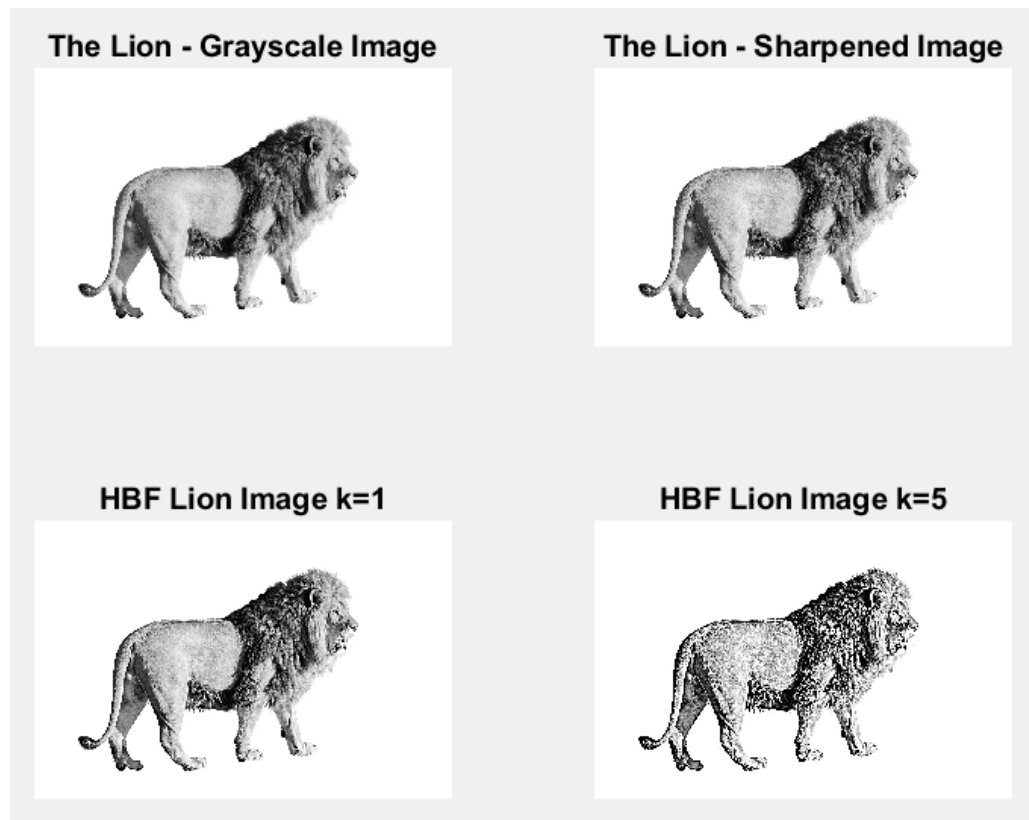 The Lion - Grayscale Image
The Lion - Sharpened Image
HBF Lion Image k=1
HBF Lion Image k=5